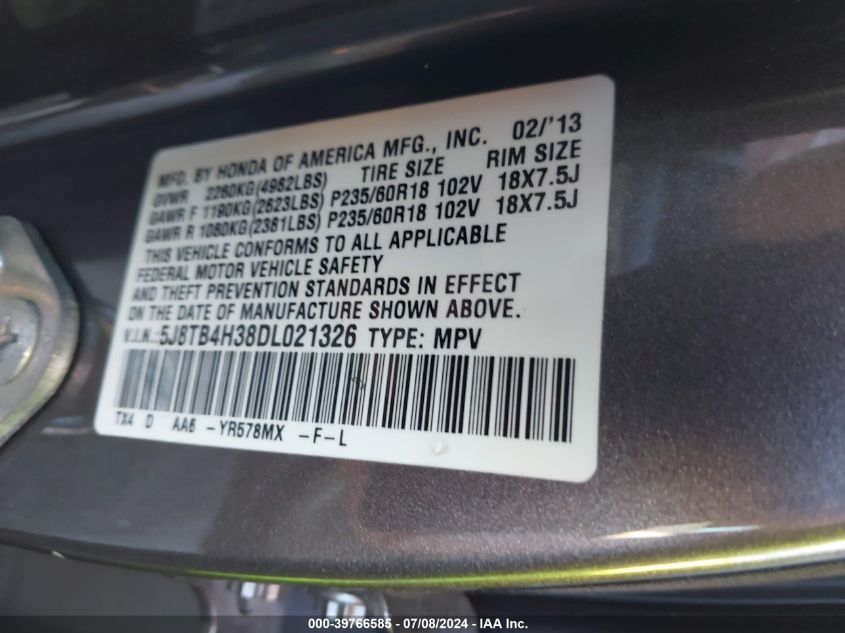 MFD. BY HONDA OF AMERICA MFG., INC. 02/'13
GVWR 2260KG(4982LBS) TIRE SIZE RIM SIZE
GAWR F 1190KG(2623LBS) P235/60R18 102V 18X7.5J
GAWR R 1080KG(2381LBS) P235/60R18 102V 18X7.5J
THIS VEHICLE CONFORMS TO ALL APPLICABLE
FEDERAL MOTOR VEHICLE SAFETY
AND THEFT PREVENTION STANDARDS IN EFFECT
ON THE DATE OF MANUFACTURE SHOWN ABOVE.
V.I.N.:5J8TB4H38DL021326 TYPE: MPV
TX4 D AA6 -YR578MX -F-L
000-39766585 - 07/08/2024 - IAA Inc.